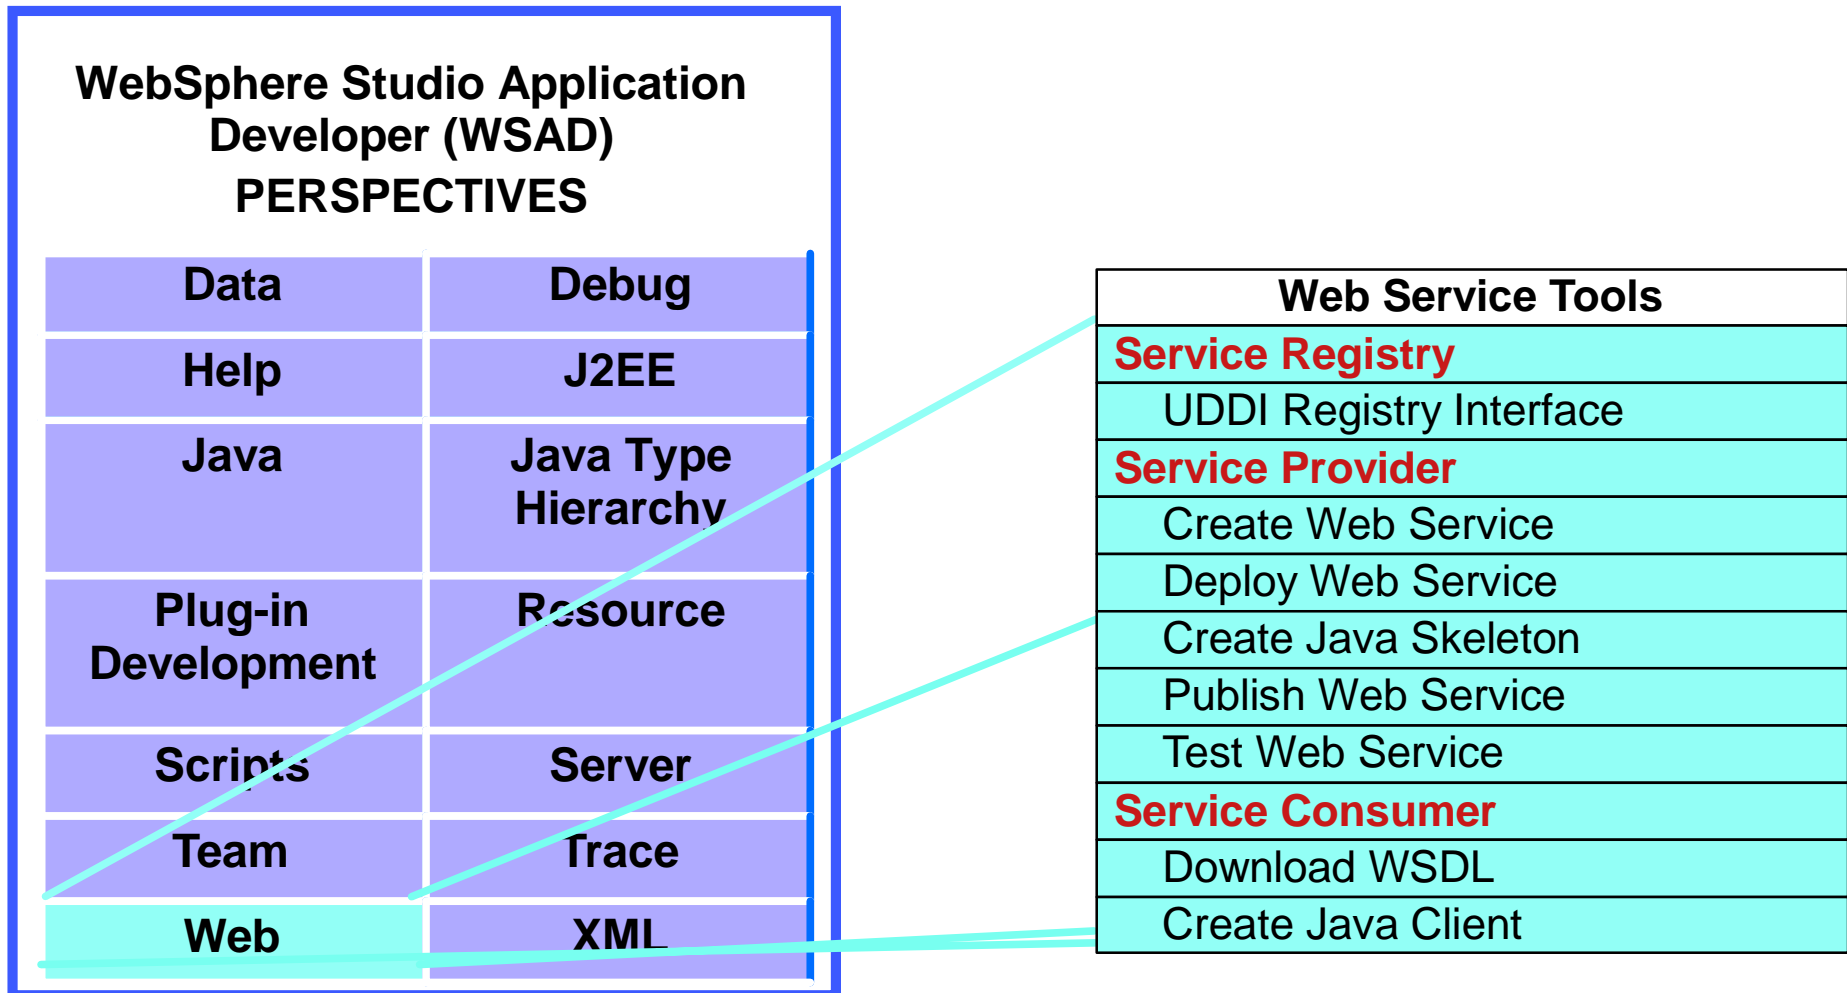 WebSphere Studio Application
Developer (WSAD)
PERSPECTIVES
Data
Debug
Help
J2EE
Java
Java Type
Hierarchy
Plug-in
Development
Resource
Scripts
Server
Team
Trace
Web
XML
Web Service Tools
Service Registry
UDDI Registry Interface
Service Provider
Create Web Service
Deploy Web Service
Create Java Skeleton
Publish Web Service
Test Web Service
Service Consumer
Download WSDL
Create Java Client